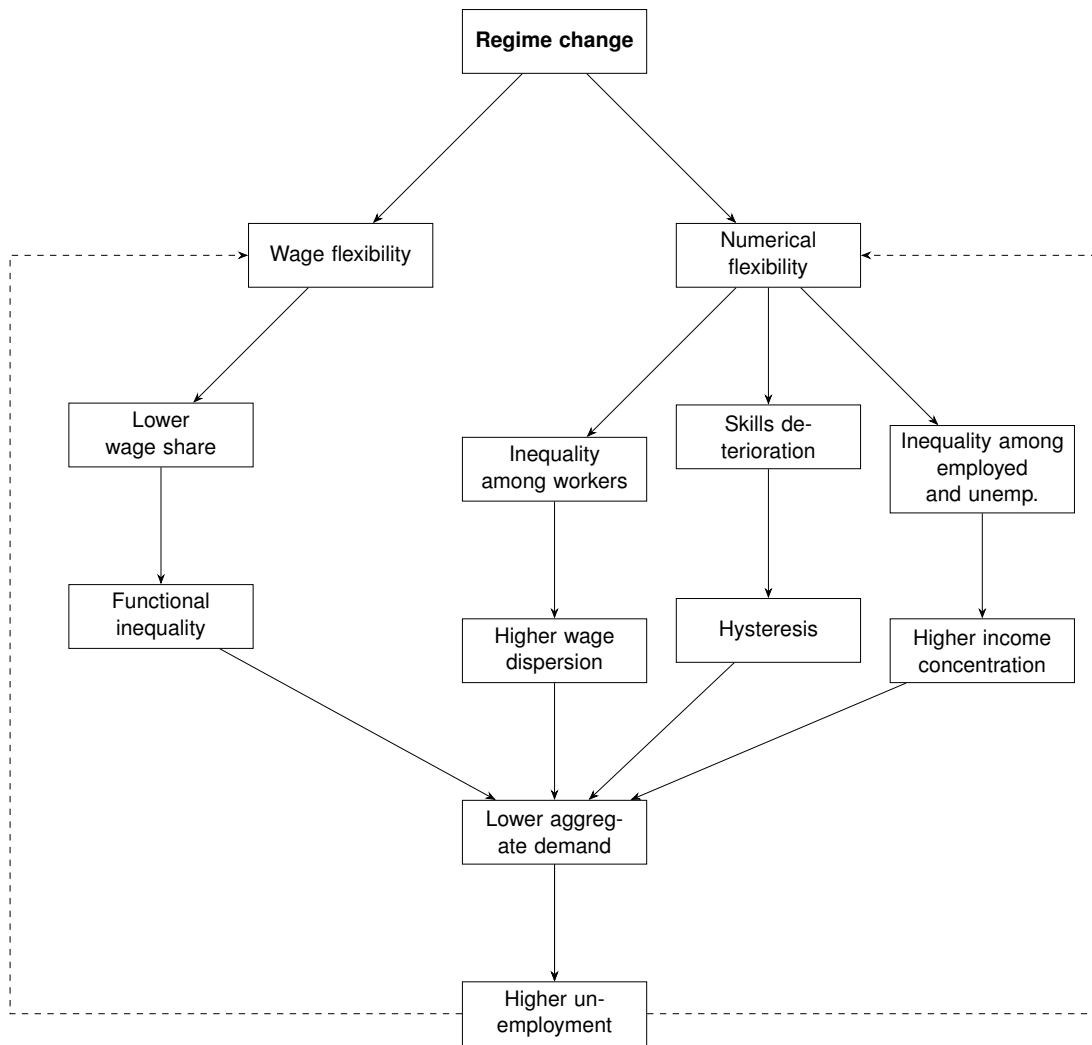 Regime change
Wage flexibility
Numerical
flexibility
Lower
wage share
Inequality
among workers
Skills de-
terioration
Inequality among
employed
and unemp.
Functional
inequality
Higher wage
dispersion
Hysteresis
Higher income
concentration
Lower aggreg-
ate demand
Higher un-
employment